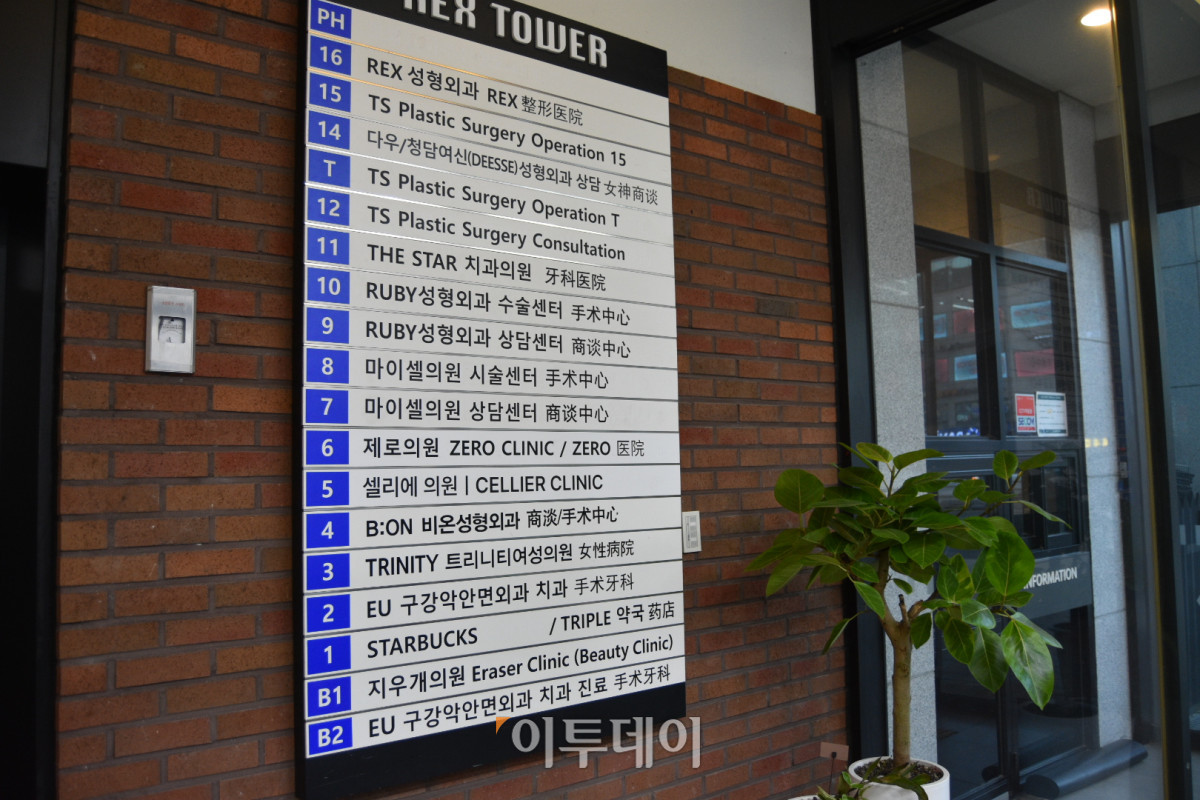 REX TOWER
PH
16 REX 성형외과 REX 整形医院
15 TS Plastic Surgery Operation 15
14 다우/청담여신(DEESSE)성형외과 상담 女神商谈
T TS Plastic Surgery Operation T
12 TS Plastic Surgery Consultation
11 THE STAR 치과의원 牙科医院
10 RUBY성형외과 수술센터 手术中心
9 RUBY성형외과 상담센터 商谈中心
8 마이셀의원 시술센터 手术中心
7 마이셀의원 상담센터 商谈中心
6 제로의원 ZERO CLINIC / ZERO 医院
5 셀리에 의원 | CELLIER CLINIC
4 B:ON 비온성형외과 商淡/手术中心
3 TRINITY 트리니티여성의원 女性病院
2 EU 구강악안면외과 치과 手术牙科
1 STARBUCKS / TRIPLE 약국 药店
B1 지우개의원 Eraser Clinic (Beauty Clinic)
B2 EU 구강악안면외과 치과 진료 手术牙科
INFORMATION
이투데이